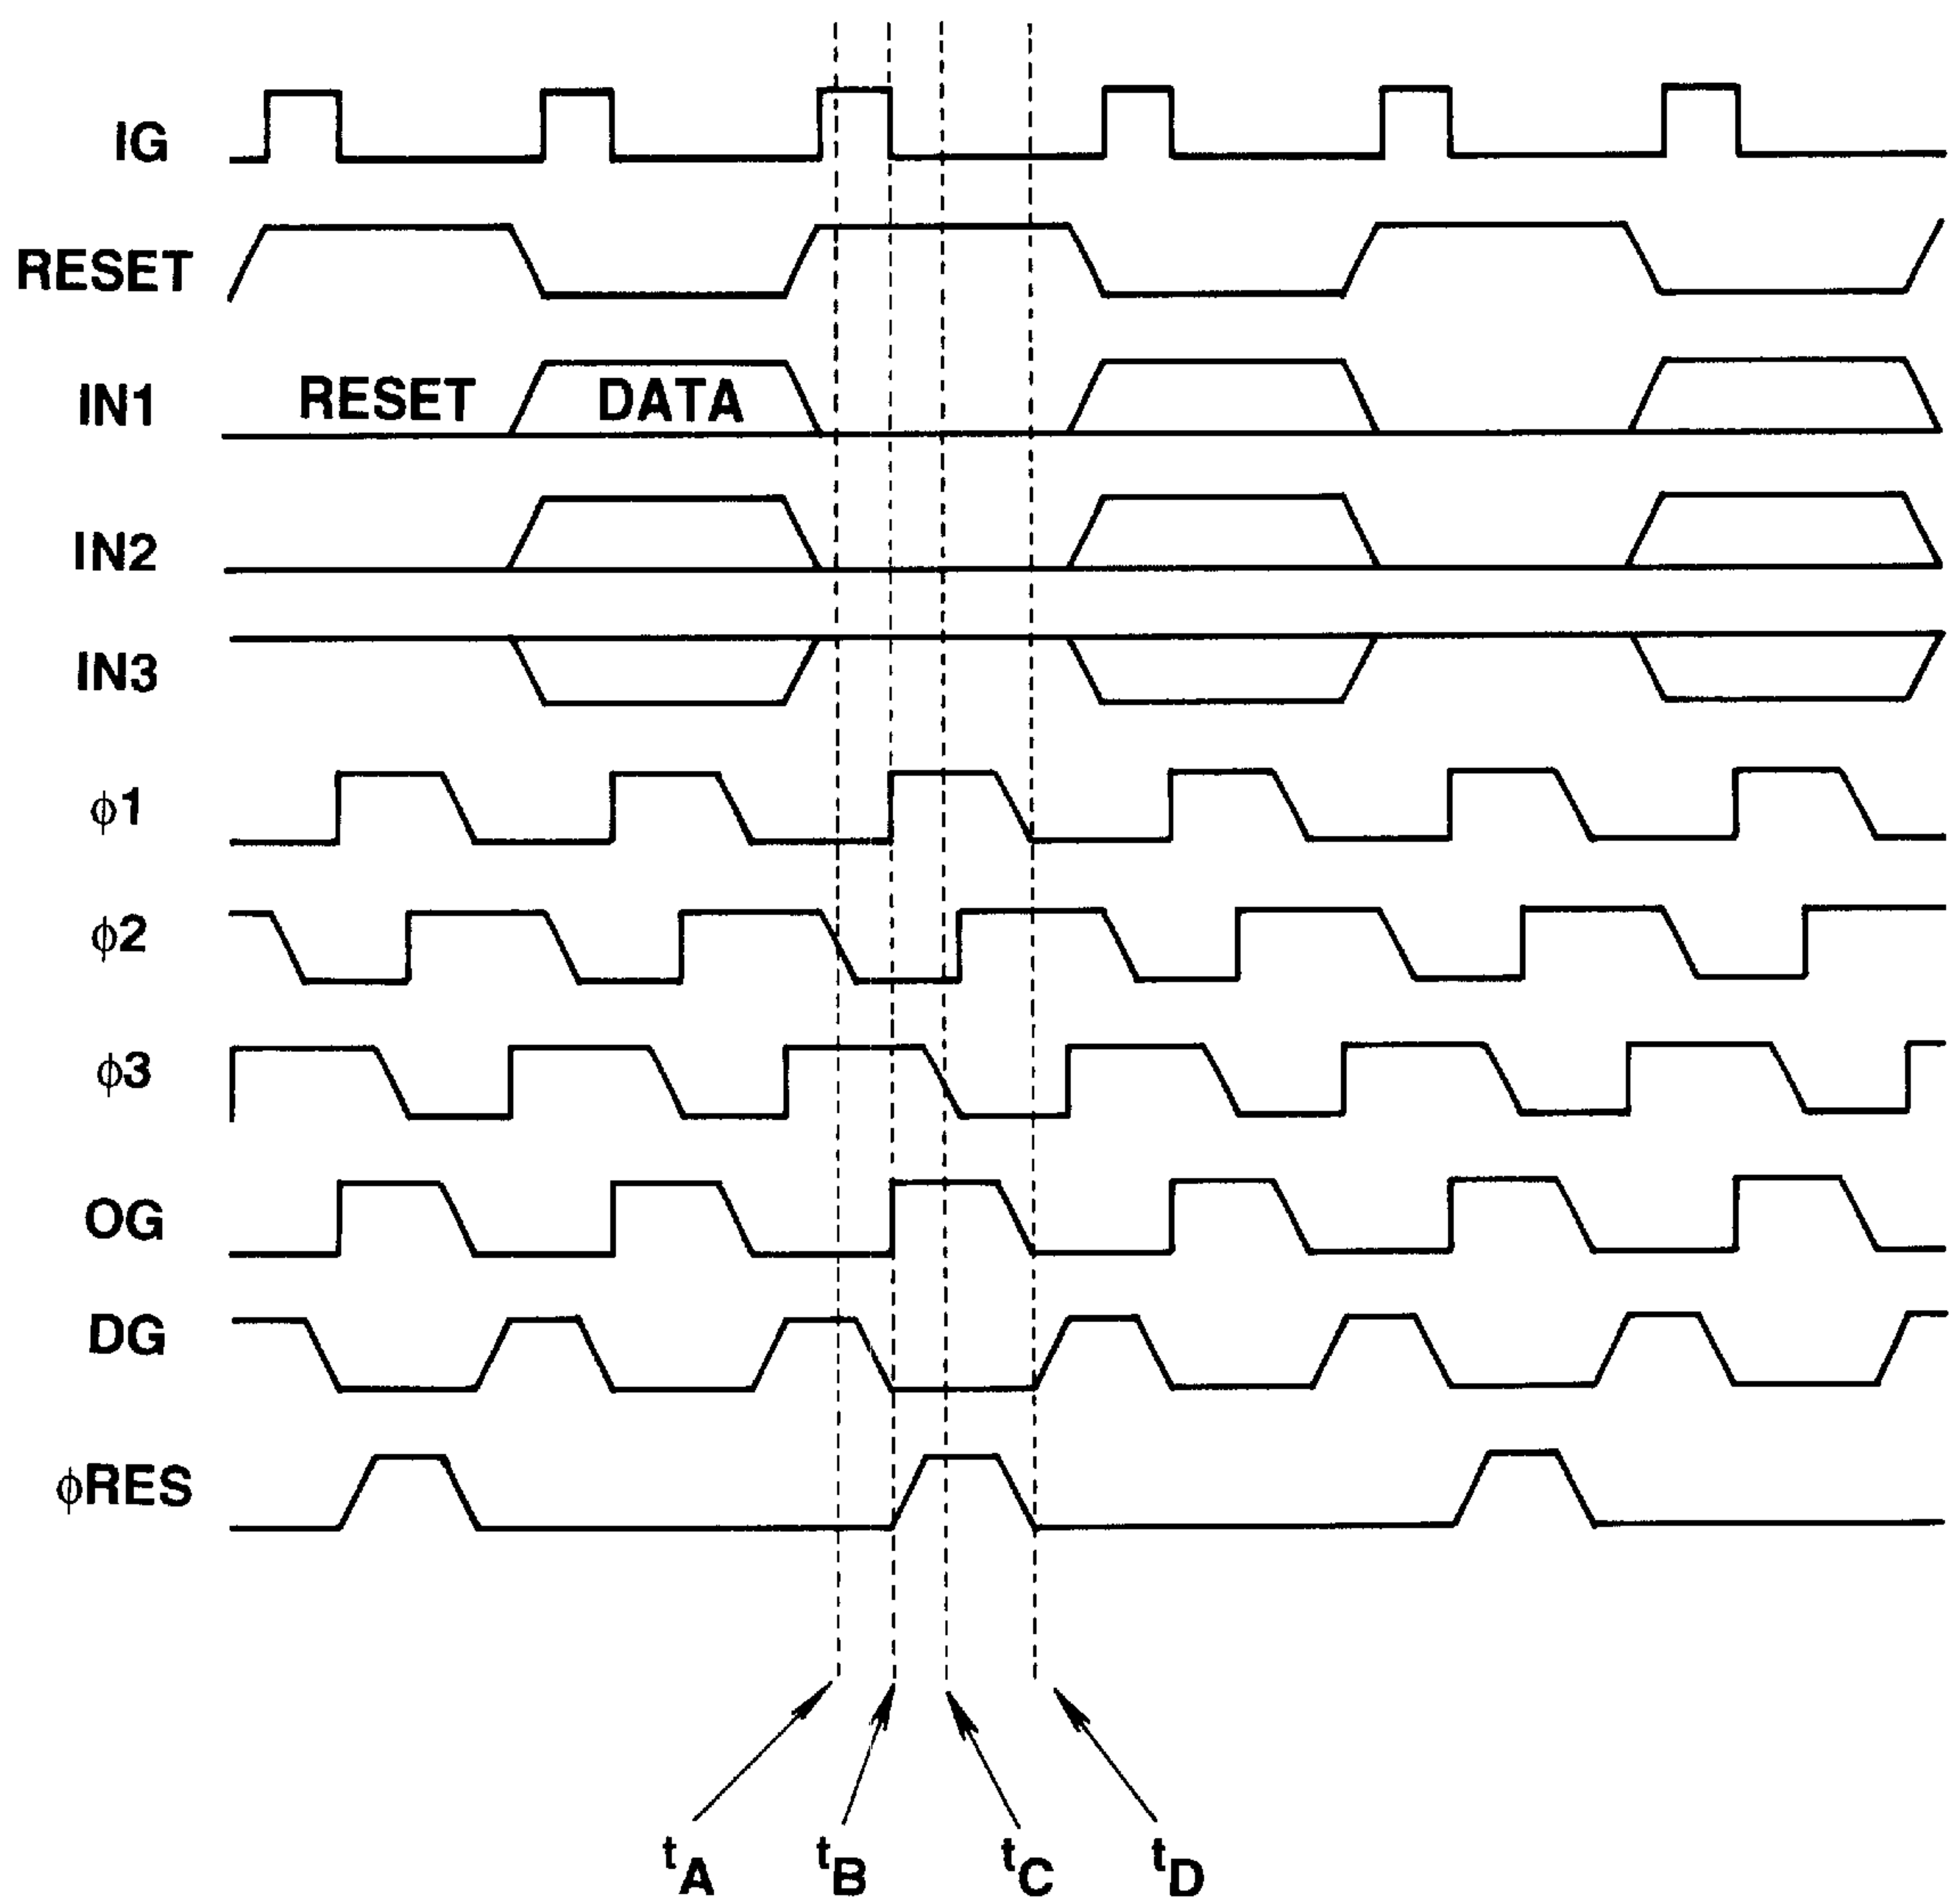 IG
RESET
IN1 RESET DATA
IN2
IN3
ϕ1
ϕ2
ϕ3
OG
DG
ϕRES
tA tB tC tD